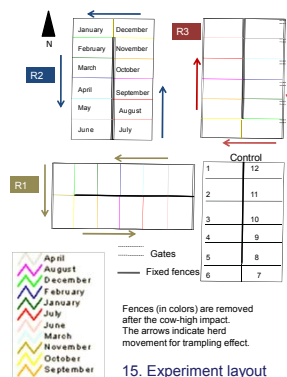 N
January December
February November
March October
April September
May August
June July
R2
R3
Control
R1
1 12
2 11
3 10
4 9
5 8
6 7
Gates
Fixed fences
April
August
December
February
January
July
June
March
November
October
September
Fences (in colors) are removed
after the cow-high impact.
The arrows indicate herd
movement for trampling effect.
15. Experiment layout